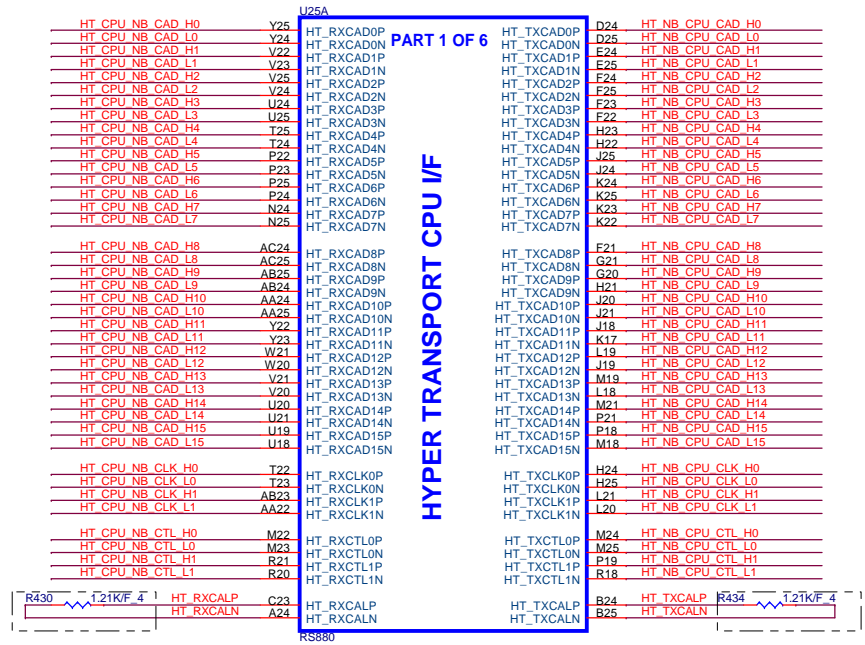 U25A
HT_CPU_NB_CAD_H0 Y25 HT_RXCAD0P PART 1 OF 6 HT_TXCAD0P D24 HT_NB_CPU_CAD_H0
HT_CPU_NB_CAD_L0 Y24 HT_RXCAD0N HT_TXCAD0N D25 HT_NB_CPU_CAD_L0
HT_CPU_NB_CAD_H1 V22 HT_RXCAD1P HT_TXCAD1P E24 HT_NB_CPU_CAD_H1
HT_CPU_NB_CAD_L1 V23 HT_RXCAD1N HT_TXCAD1N E25 HT_NB_CPU_CAD_L1
HT_CPU_NB_CAD_H2 V25 HT_RXCAD2P HT_TXCAD2P F24 HT_NB_CPU_CAD_H2
HT_CPU_NB_CAD_L2 V24 HT_RXCAD2N HT_TXCAD2N F25 HT_NB_CPU_CAD_L2
HT_CPU_NB_CAD_H3 U24 HT_RXCAD3P HT_TXCAD3P F23 HT_NB_CPU_CAD_H3
HT_CPU_NB_CAD_L3 U25 HT_RXCAD3N HT_TXCAD3N F22 HT_NB_CPU_CAD_L3
HT_CPU_NB_CAD_H4 T25 HT_RXCAD4P HT_TXCAD4P H23 HT_NB_CPU_CAD_H4
HT_CPU_NB_CAD_L4 T24 HT_RXCAD4N HT_TXCAD4N H22 HT_NB_CPU_CAD_L4
HT_CPU_NB_CAD_H5 P22 HT_RXCAD5P HT_TXCAD5P J25 HT_NB_CPU_CAD_H5
HT_CPU_NB_CAD_L5 P23 HT_RXCAD5N HT_TXCAD5N J24 HT_NB_CPU_CAD_L5
HT_CPU_NB_CAD_H6 P25 HT_RXCAD6P HT_TXCAD6P K24 HT_NB_CPU_CAD_H6
HT_CPU_NB_CAD_L6 P24 HT_RXCAD6N HT_TXCAD6N K25 HT_NB_CPU_CAD_L6
HT_CPU_NB_CAD_H7 N24 HT_RXCAD7P HT_TXCAD7P K23 HT_NB_CPU_CAD_H7
HT_CPU_NB_CAD_L7 N25 HT_RXCAD7N HT_TXCAD7N K22 HT_NB_CPU_CAD_L7
HYPER TRANSPORT CPU I/F
HT_CPU_NB_CAD_H8 AC24 HT_RXCAD8P HT_TXCAD8P F21 HT_NB_CPU_CAD_H8
HT_CPU_NB_CAD_L8 AC25 HT_RXCAD8N HT_TXCAD8N G21 HT_NB_CPU_CAD_L8
HT_CPU_NB_CAD_H9 AB25 HT_RXCAD9P HT_TXCAD9P G20 HT_NB_CPU_CAD_H9
HT_CPU_NB_CAD_L9 AB24 HT_RXCAD9N HT_TXCAD9N H21 HT_NB_CPU_CAD_L9
HT_CPU_NB_CAD_H10 AA24 HT_RXCAD10P HT_TXCAD10P J20 HT_NB_CPU_CAD_H10
HT_CPU_NB_CAD_L10 AA25 HT_RXCAD10N HT_TXCAD10N J21 HT_NB_CPU_CAD_L10
HT_CPU_NB_CAD_H11 Y22 HT_RXCAD11P HT_TXCAD11P J18 HT_NB_CPU_CAD_H11
HT_CPU_NB_CAD_L11 Y23 HT_RXCAD11N HT_TXCAD11N K17 HT_NB_CPU_CAD_L11
HT_CPU_NB_CAD_H12 W21 HT_RXCAD12P HT_TXCAD12P L19 HT_NB_CPU_CAD_H12
HT_CPU_NB_CAD_L12 W20 HT_RXCAD12N HT_TXCAD12N J19 HT_NB_CPU_CAD_L12
HT_CPU_NB_CAD_H13 V21 HT_RXCAD13P HT_TXCAD13P M19 HT_NB_CPU_CAD_H13
HT_CPU_NB_CAD_L13 V20 HT_RXCAD13N HT_TXCAD13N L18 HT_NB_CPU_CAD_L13
HT_CPU_NB_CAD_H14 U20 HT_RXCAD14P HT_TXCAD14P M21 HT_NB_CPU_CAD_H14
HT_CPU_NB_CAD_L14 U21 HT_RXCAD14N HT_TXCAD14N P21 HT_NB_CPU_CAD_L14
HT_CPU_NB_CAD_H15 U19 HT_RXCAD15P HT_TXCAD15P P18 HT_NB_CPU_CAD_H15
HT_CPU_NB_CAD_L15 U18 HT_RXCAD15N HT_TXCAD15N M18 HT_NB_CPU_CAD_L15
HT_CPU_NB_CLK_H0 T22 HT_RXCLK0P HT_TXCLK0P H24 HT_NB_CPU_CLK_H0
HT_CPU_NB_CLK_L0 T23 HT_RXCLK0N HT_TXCLK0N H25 HT_NB_CPU_CLK_L0
HT_CPU_NB_CLK_H1 AB23 HT_RXCLK1P HT_TXCLK1P L21 HT_NB_CPU_CLK_H1
HT_CPU_NB_CLK_L1 AA22 HT_RXCLK1N HT_TXCLK1N L20 HT_NB_CPU_CLK_L1
HT_CPU_NB_CTL_H0 M22 HT_RXCTL0P HT_TXCTL0P M24 HT_NB_CPU_CTL_H0
HT_CPU_NB_CTL_L0 M23 HT_RXCTL0N HT_TXCTL0N M25 HT_NB_CPU_CTL_L0
HT_CPU_NB_CTL_H1 R21 HT_RXCTL1P HT_TXCTL1P P19 HT_NB_CPU_CTL_H1
HT_CPU_NB_CTL_L1 R20 HT_RXCTL1N HT_TXCTL1N R18 HT_NB_CPU_CTL_L1
R430 1.21K/F_4 HT_RXCALP C23 HT_RXCALP HT_TXCALP B24 HT_TXCALP R434 1.21K/F_4
HT_RXCALN A24 HT_RXCALN HT_TXCALN B25 HT_TXCALN
RS880